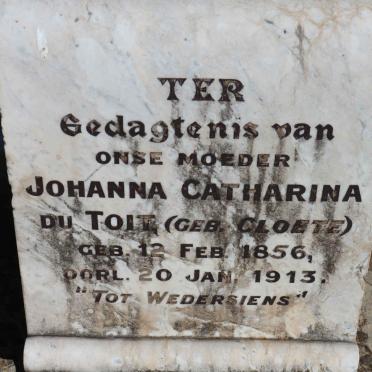 TER
Gedagtenis van
ONSE MOEDER
JOHANNA CATHARINA
DU TOIT (GEB. CLOETE)
GEB. 12 FEB. 1856,
OORL. 20 JAN. 1913.
"TOT WEDERSIENS"